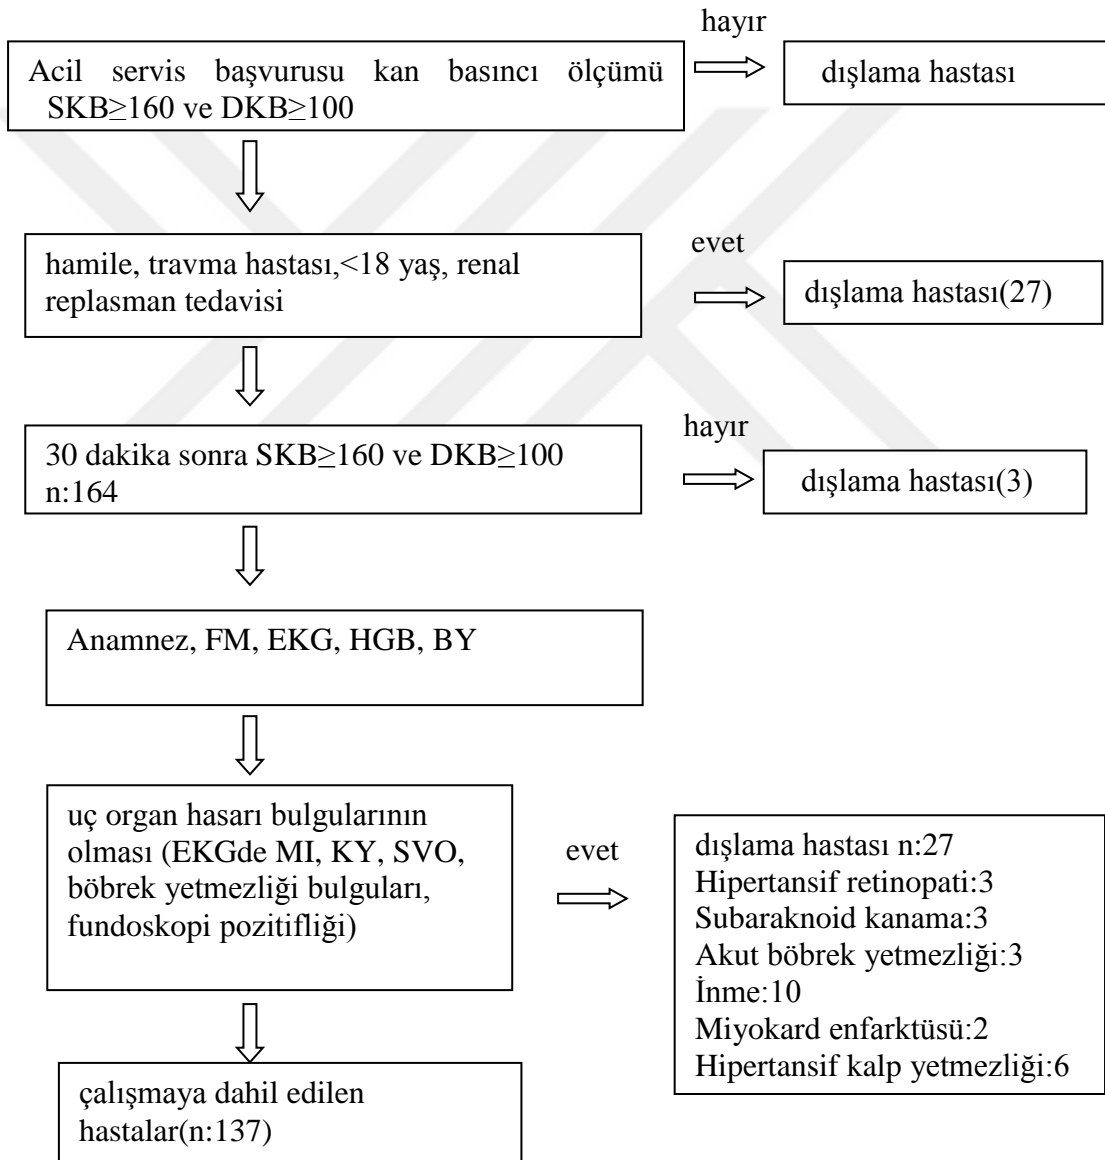 hayır
Acil servis başvurusu kan basıncı ölçümü
SKB≥160 ve DKB≥100
dışlama hastası
evet
hamile, travma hastası,<18 yaş, renal
replasman tedavisi
dışlama hastası(27)
hayır
30 dakika sonra SKB≥160 ve DKB≥100
n:164
dışlama hastası(3)
Anamnez, FM, EKG, HGB, BY
uç organ hasarı bulgularının
olması (EKGde MI, KY, SVO,
böbrek yetmezliği bulguları,
fundoskopi pozitifliği)
evet
dışlama hastası n:27
Hipertansif retinopati:3
Subaraknoid kanama:3
Akut böbrek yetmezliği:3
İnme:10
Miyokard enfarktüsü:2
Hipertansif kalp yetmezliği:6
çalışmaya dahil edilen
hastalar(n:137)